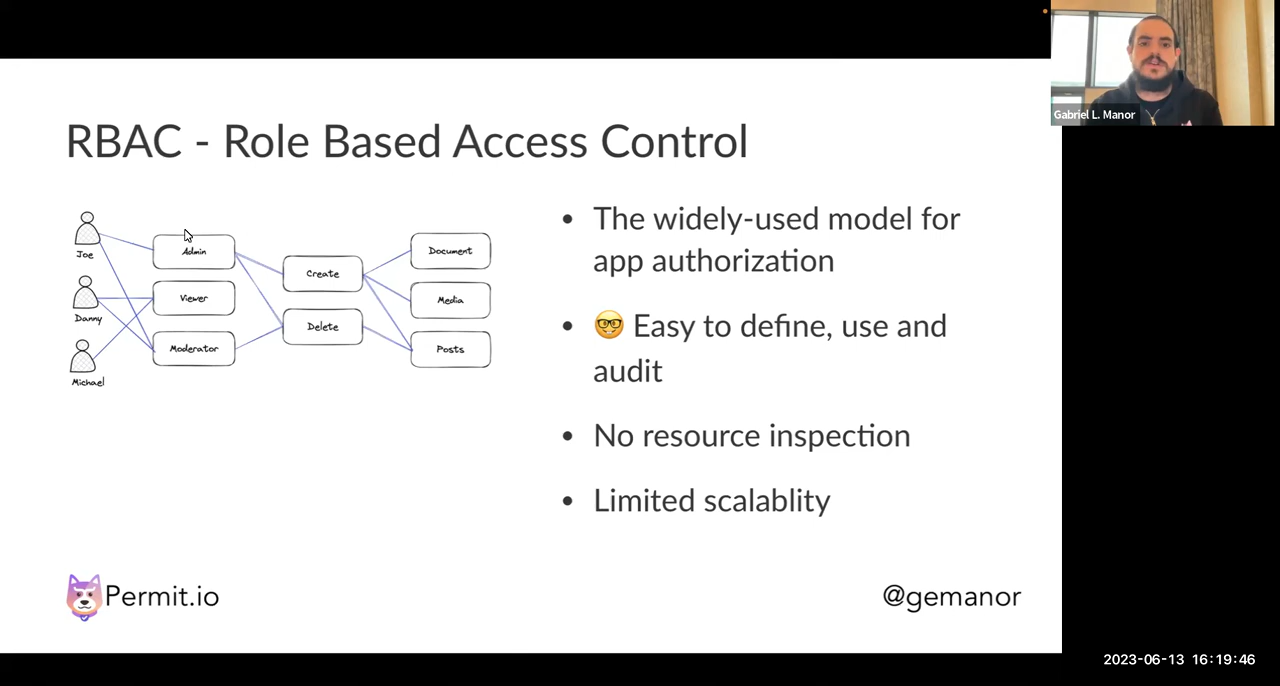 Gabriel L. Manor
RBAC - Role Based Access Control
Joe
Danny
Michael
Admin
Viewer
Moderator
Create
Delete
Document
Media
Posts
• The widely-used model for
app authorization
• 🤓 Easy to define, use and
audit
• No resource inspection
• Limited scalablity
Permit.io
@gemanor
2023-06-13 16:19:46